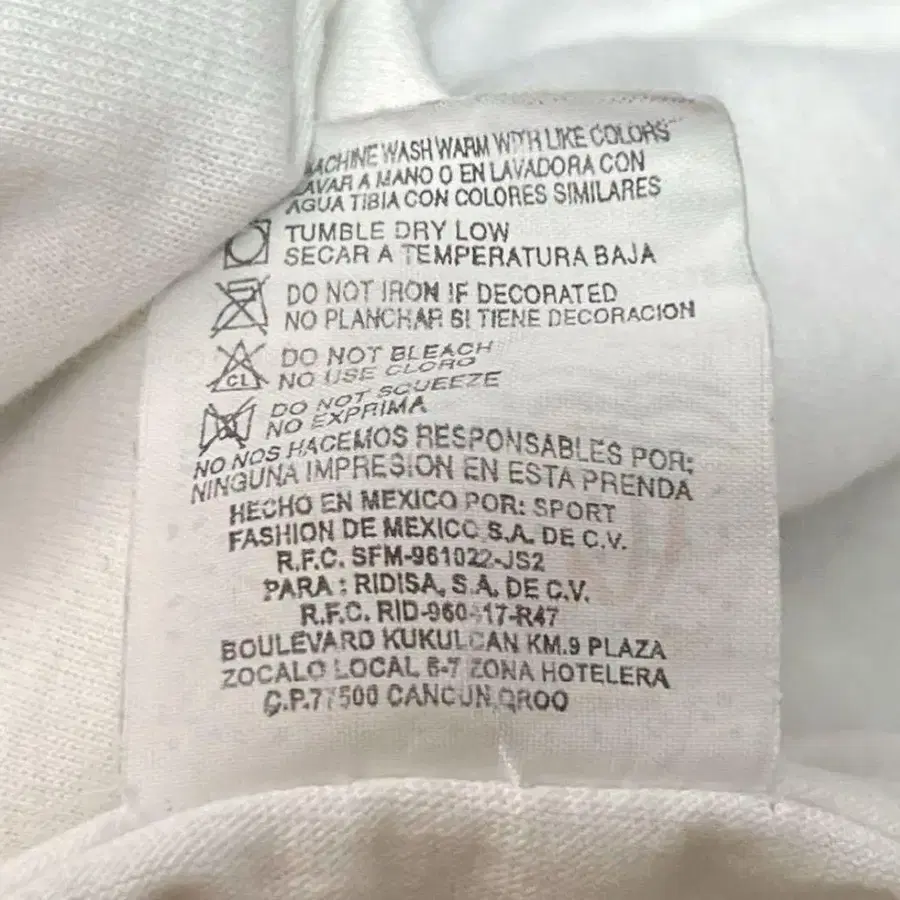 MACHINE WASH WARM WITH LIKE COLORS
LAVAR A MANO O EN LAVADORA CON
AGUA TIBIA CON COLORES SIMILARES
TUMBLE DRY LOW
SECAR A TEMPERATURA BAJA
DO NOT IRON IF DECORATED
NO PLANCHAR SI TIENE DECORACION
CL
DO NOT BLEACH
NO USE CLORO
DO NOT SQUEEZE
NO EXPRIMA
NO NOS HACEMOS RESPONSABLES POR:
NINGUNA IMPRESION EN ESTA PRENDA
HECHO EN MEXICO POR: SPORT
FASHION DE MEXICO S.A. DE C.V.
R.F.C. SFM-961022-JS2
PARA : RIDISA, S.A. DE C.V.
R.F.C.
BOULEVARD KUKULCAN KM.9 PLAZA
ZOCALO LOCAL 6-7 ZONA HOTELERA
C.P.77500 CANCUN,QROO